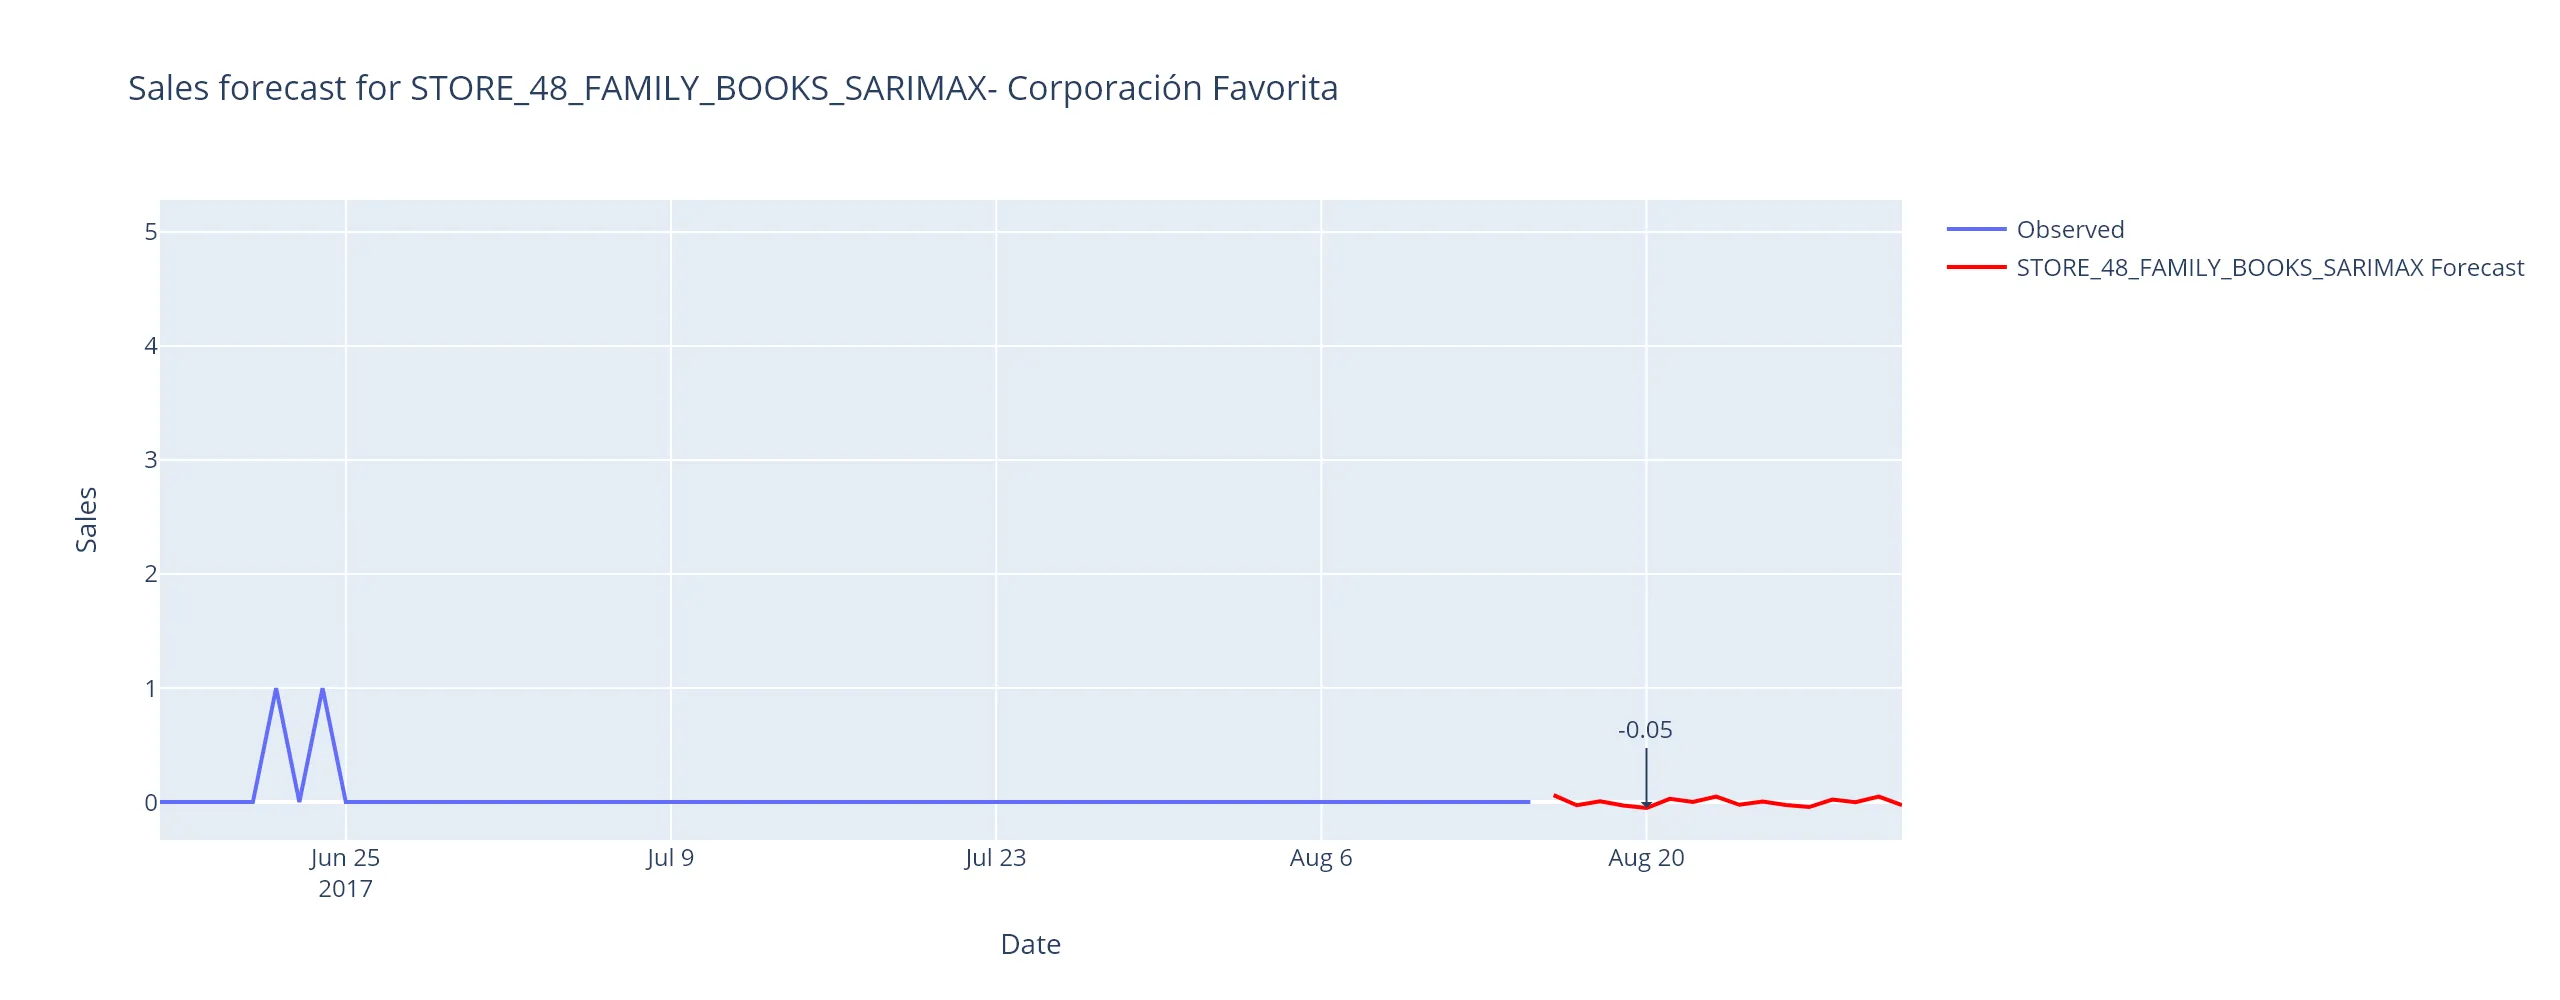 Sales forecast for STORE_48_FAMILY_BOOKS_SARIMAX- Corporación Favorita
Observed
STORE_48_FAMILY_BOOKS_SARIMAX Forecast
5
4
3
2
1
0
Sales
-0.05
Jun 25
2017
Jul 9
Jul 23
Aug 6
Aug 20
Date